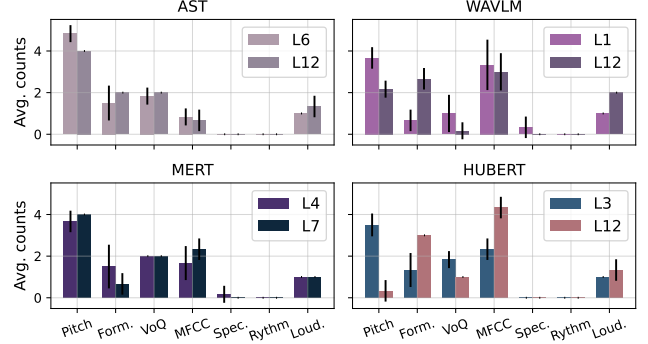 AST
WAVLM
Avg. counts
4
2
0
L6
L12
L1
L12
MERT
HUBERT
Avg. counts
4
2
0
L4
L7
L3
L12
Pitch Form. VoQ MFCC Spec. Rythm Loud.
Pitch Form. VoQ MFCC Spec. Rythm Loud.